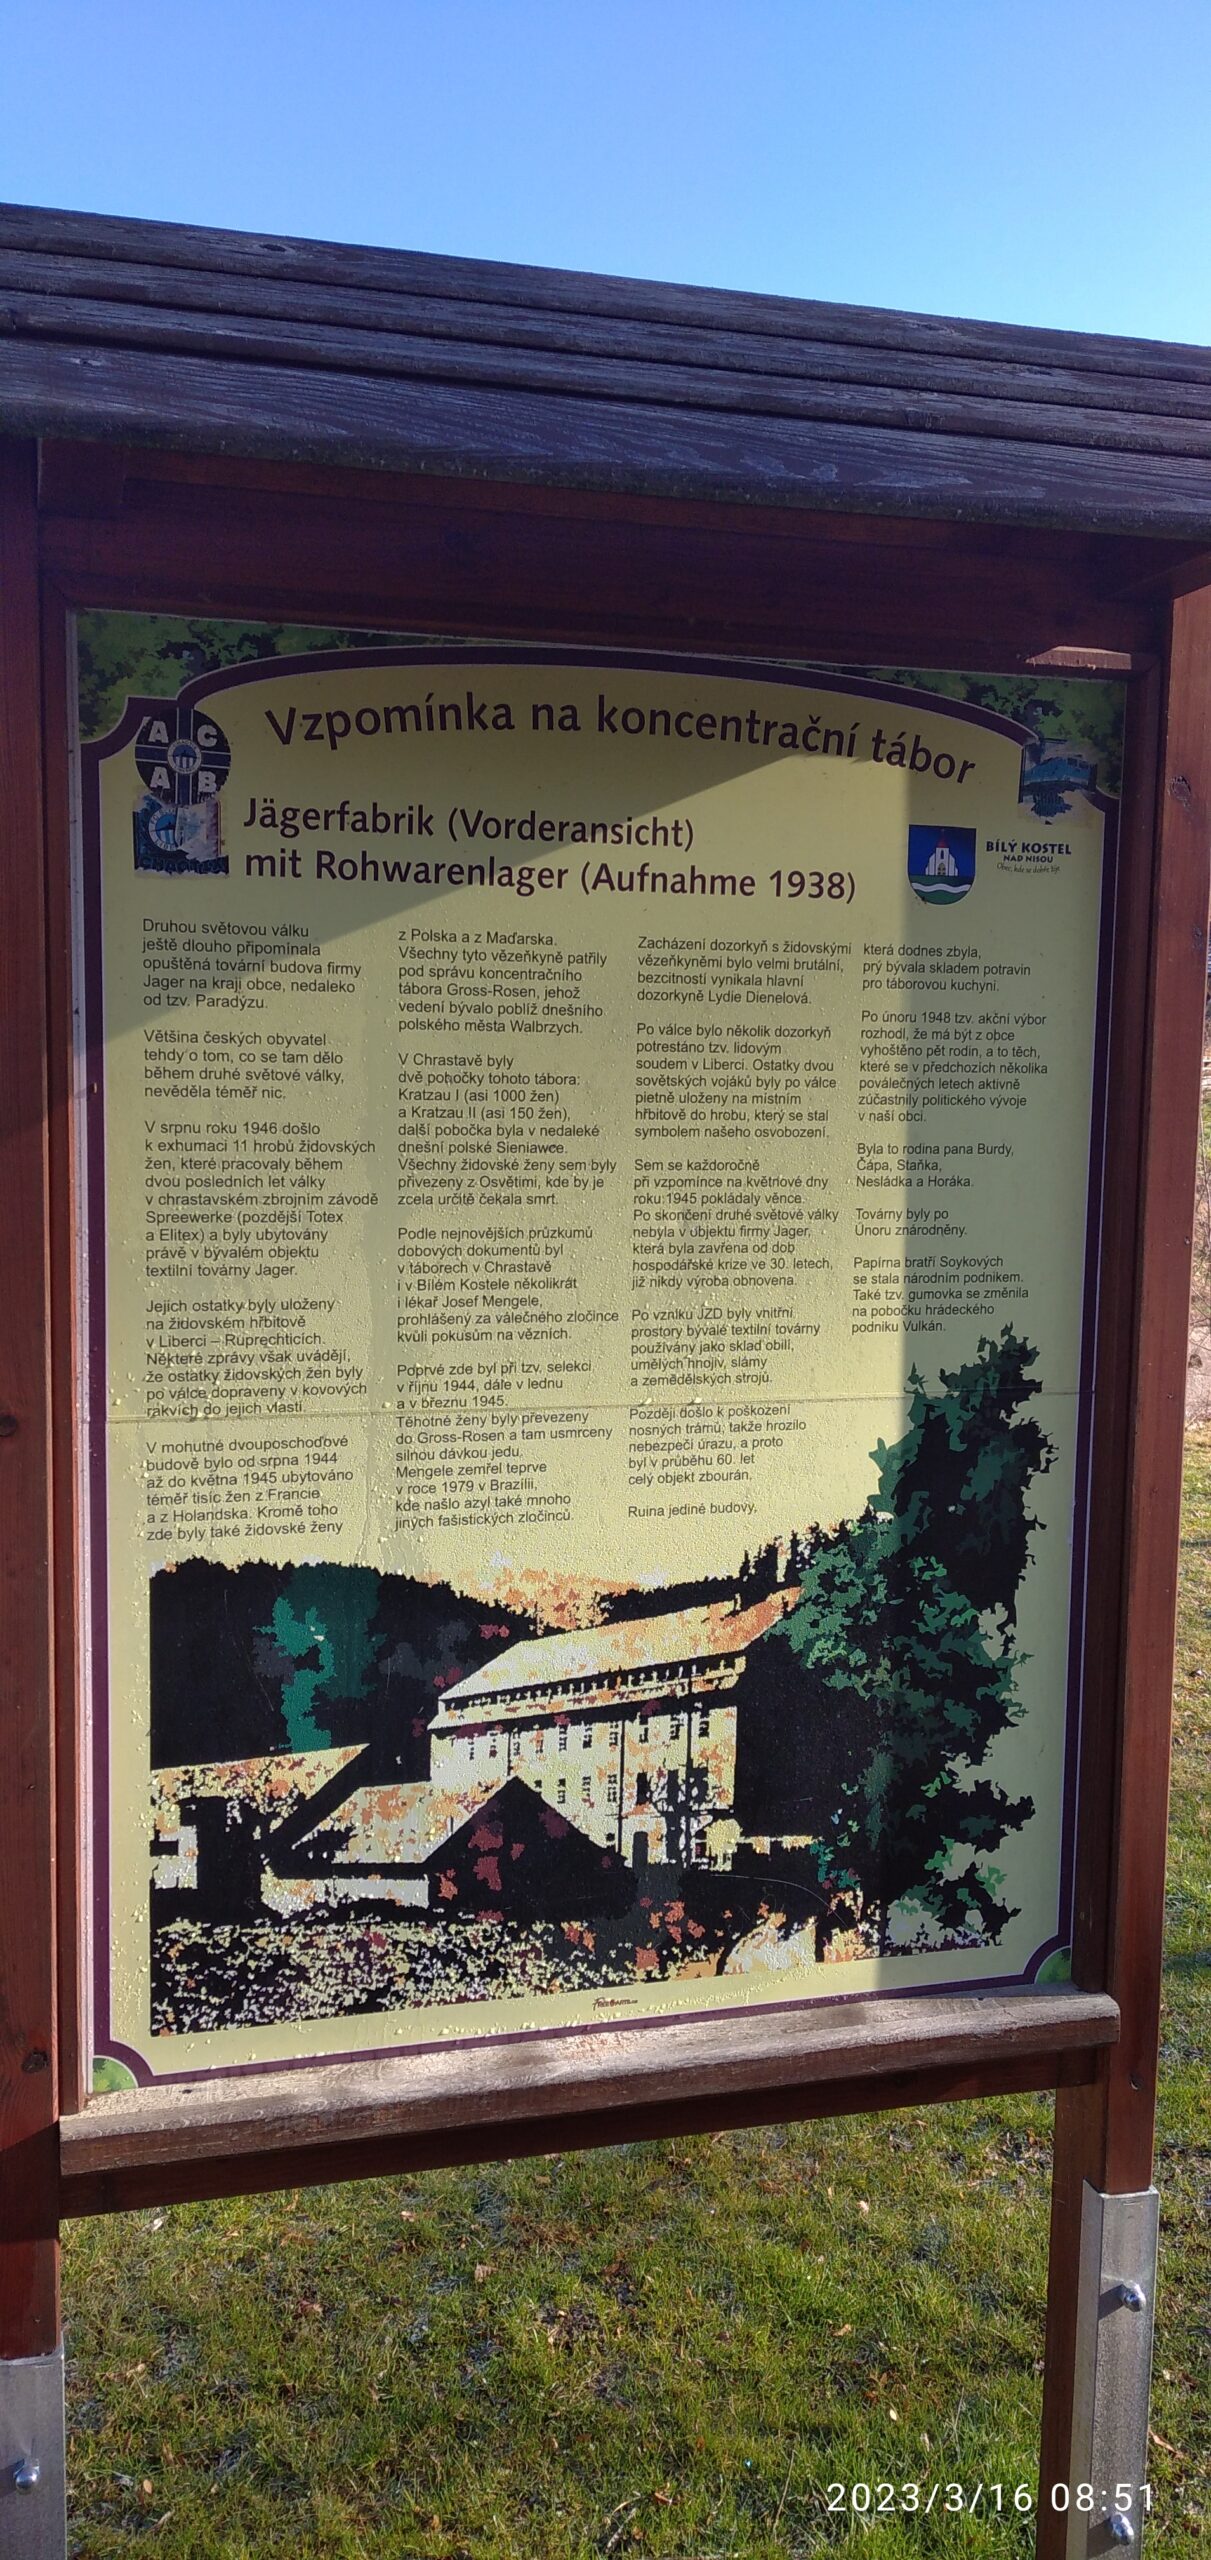 Vzpomínka na koncentrační tábor
A C
A B
Jägerfabrik (Vorderansicht)
mit Rohwarenlager (Aufnahme 1938)
BÍLÝ KOSTEL
NAD NISOU
Obec, kde se dobře žije
Druhou světovou válku
ještě dlouho připomínala
opuštěná tovární budova firmy
Jager na kraji obce, nedaleko
od tzv. Paradýzu.
Většina českých obyvatel
tehdy o tom, co se tam dělo
během druhé světové války,
nevěděla téměř nic.
V srpnu roku 1946 došlo
k exhumaci 11 hrobů židovských
žen, které pracovaly během
dvou posledních let války
v chrastavském zbrojním závodě
Spreewerke (pozdější Totex
a Elitex) a byly ubytovány
právě v bývalém objektu
textilní továrny Jager.
Jejich ostatky byly uloženy
na židovském hřbitově
v Liberci – Ruprechticích.
Některé zprávy však uvádějí,
že ostatky židovských žen byly
po válce dopraveny v kovových
rakvích do jejich vlasti.
V mohutné dvouposchoďové
budově bylo od srpna 1944
až do května 1945 ubytováno
téměř tisíc žen z Francie
a z Holandska. Kromě toho
zde byly také židovské ženy
z Polska a z Maďarska.
Všechny tyto vězeňkyně patřily
pod správu koncentračního
tábora Gross-Rosen, jehož
vedení bývalo poblíž dnešního
polského města Walbrzych.
V Chrastavě byly
dvě pobočky tohoto tábora:
Kratzau I (asi 1000 žen)
a Kratzau II (asi 150 žen),
další pobočka byla v nedaleké
dnešní polské Sieniawce.
Všechny židovské ženy sem byly
přivezeny z Osvětimi, kde by je
zcela určitě čekala smrt.
Podle nejnovějších průzkumů
dobových dokumentů byl
v táborech v Chrastavě
i v Bílém Kostele několikrát
i lékař Josef Mengele,
prohlášený za válečného zločince
kvůli pokusům na vězních.
Poprvé zde byl při tzv. selekci
v říjnu 1944, dále v lednu
a v březnu 1945.
Těhotné ženy byly převezeny
do Gross-Rosen a tam usmrceny
silnou dávkou jedu.
Mengele zemřel teprve
v roce 1979 v Brazílii,
kde našlo azyl také mnoho
jiných fašistických zločinců.
Zacházení dozorkyň s židovskými
vězeňkyněmi bylo velmi brutální,
bezcitností vynikala hlavní
dozorkyně Lydie Dienelová.
Po válce bylo několik dozorkyň
potrestáno tzv. lidovým
soudem v Liberci. Ostatky dvou
sovětských vojáků byly po válce
pietně uloženy na místním
hřbitově do hrobu, který se stal
symbolem našeho osvobození.
Sem se každoročně
při vzpomínce na květnové dny
roku 1945 pokládaly věnce.
Po skončení druhé světové války
nebyla v objektu firmy Jager,
která byla zavřena od dob
hospodářské krize ve 30. letech,
již nikdy výroba obnovena.
Po vzniku JZD byly vnitřní
prostory bývalé textilní továrny
používány jako sklad obilí,
umělých hnojiv, slámy
a zemědělských strojů.
Později došlo k poškození
nosných trámů, takže hrozilo
nebezpečí úrazu, a proto
byl v průběhu 60. let
celý objekt zbourán.
Ruina jediné budovy,
která dodnes zbyla,
prý bývala skladem potravin
pro táborovou kuchyni.
Po únoru 1948 tzv. akční výbor
rozhodl, že má být z obce
vyhoštěno pět rodin, a to těch,
které se v předchozích několika
poválečných letech aktivně
zúčastnily politického vývoje
v naší obci.
Byla to rodina pana Burdy,
Čápa, Staňka,
Nesládka a Horáka.
Továrny byly po
Únoru znárodněny.
Papírna bratří Soykových
se stala národním podnikem.
Také tzv. gumovka se změnila
na pobočku hrádeckého
podniku Vulkán.
2023/3/16 08:51